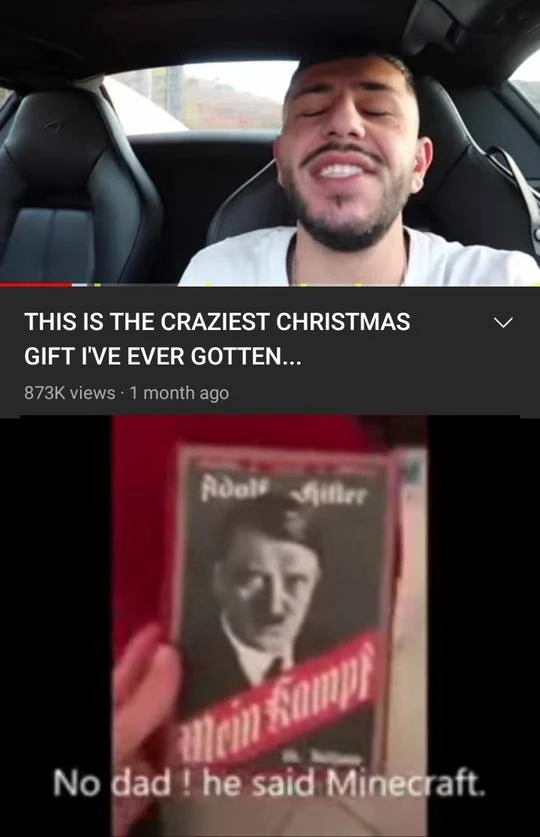 THIS IS THE CRAZIEST CHRISTMAS
GIFT I'VE EVER GOTTEN...
873K views · 1 month ago
Adolf Hitler
Mein Kampf
No dad ! he said Minecraft.